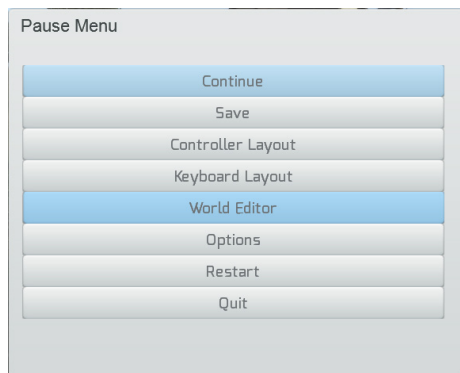 Pause Menu
Continue
Save
Controller Layout
Keyboard Layout
World Editor
Options
Restart
Quit